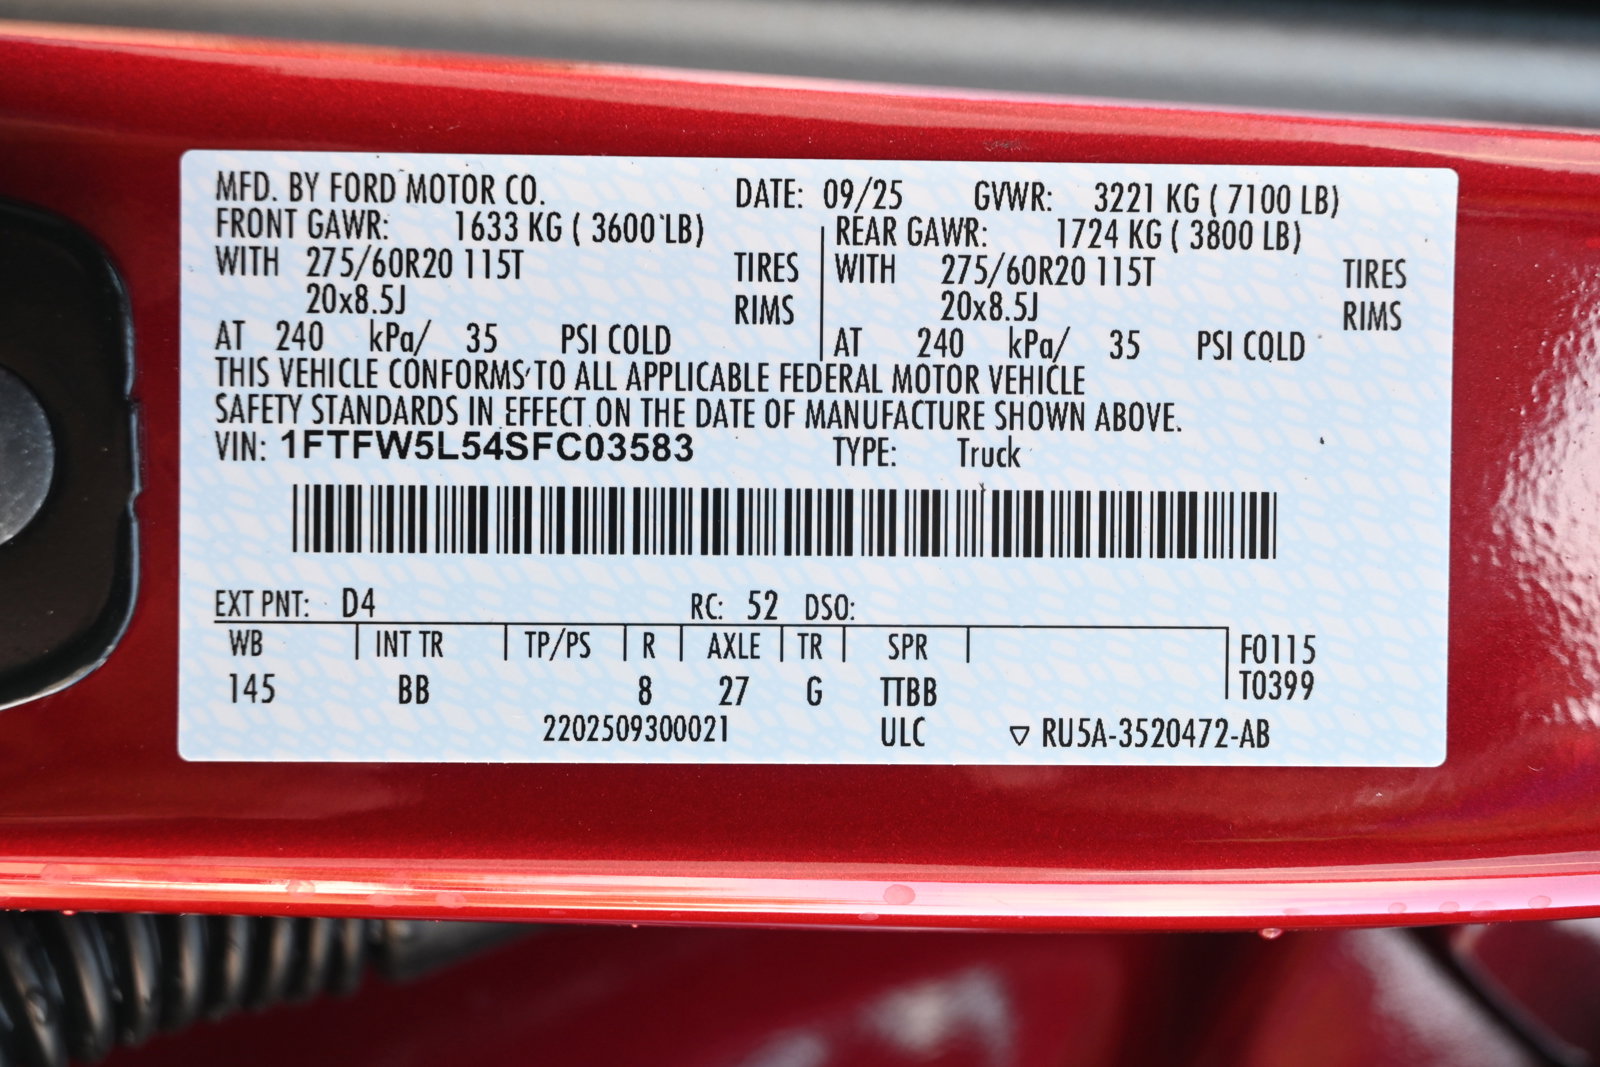 MFD. BY FORD MOTOR CO. DATE: 09/25 GVWR: 3221 KG ( 7100 LB)
FRONT GAWR: 1633 KG ( 3600 LB) REAR GAWR: 1724 KG ( 3800 LB)
WITH 275/60R20 115T TIRES WITH 275/60R20 115T TIRES
20x8.5J RIMS 20x8.5J RIMS
AT 240 kPa/ 35 PSI COLD AT 240 kPa/ 35 PSI COLD
THIS VEHICLE CONFORMS TO ALL APPLICABLE FEDERAL MOTOR VEHICLE
SAFETY STANDARDS IN EFFECT ON THE DATE OF MANUFACTURE SHOWN ABOVE.
VIN: 1FTFW5L54SFC03583 TYPE: Truck
EXT PNT: D4 RC: 52 DSO:
WB INT TR TP/PS R AXLE TR SPR F0115
145 BB 8 27 G TTBB T0399
2202509300021 ULC ▽ RU5A-3520472-AB